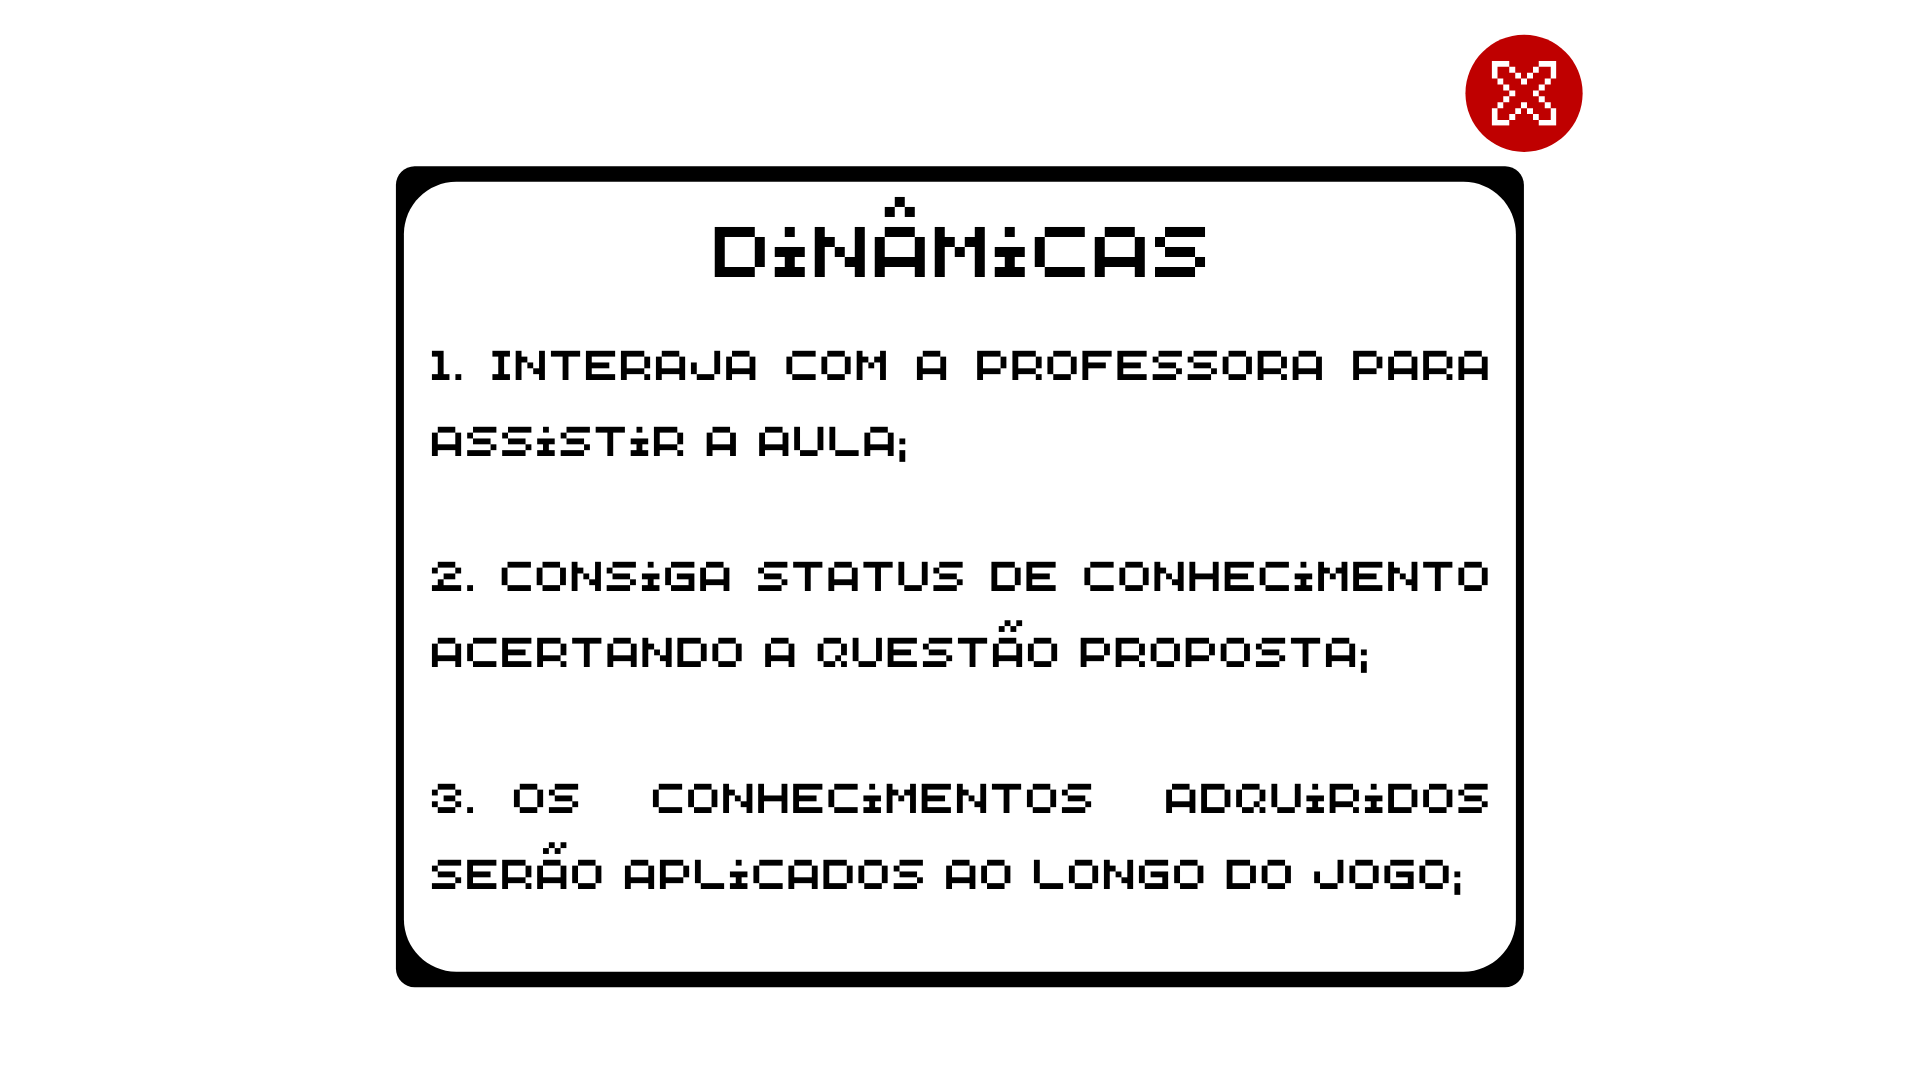 DiNÂMiCAS
1. INTERAJA COM A PROFESSORA PARA
ASSiSTiR A AULA;
2. CONSiGA STATUS DE CONHECiMENTO
ACERTANDO A QUESTÃO PROPOSTA;
3. OS CONHECiMENTOS ADQUiRiDOS
SERÃO APLiCADOS AO LONGO DO JOGO;